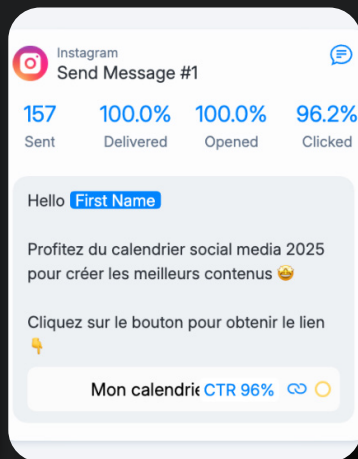 Instagram
Send Message #1
157 100.0% 100.0% 96.2%
Sent Delivered Opened Clicked
Hello First Name
Profitez du calendrier social media 2025
pour créer les meilleurs contenus 🤩
Cliquez sur le bouton pour obtenir le lien
👇
Mon calendrie CTR 96%